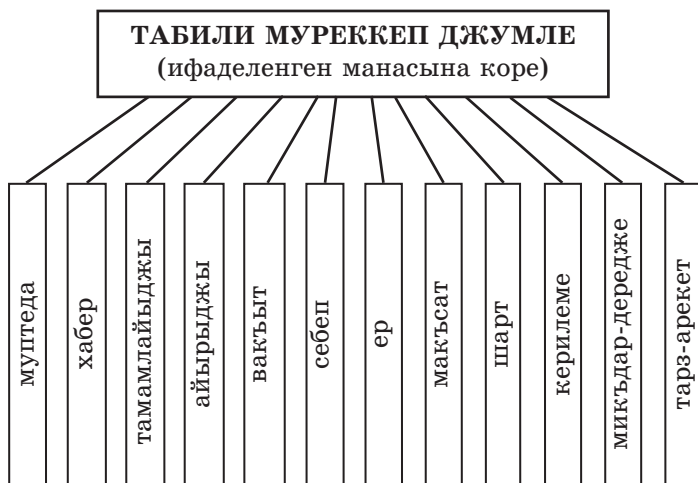 ТАБИЛИ МУРЕККЕП ДЖУМЛЕ
(ифаделенген манасына коре)
муптеда
хабер
тамамлайыджы
айырыджы
вакъыт
себеп
ер
макъсат
шарт
керилеме
микъдар-дередже
тарз-арекет